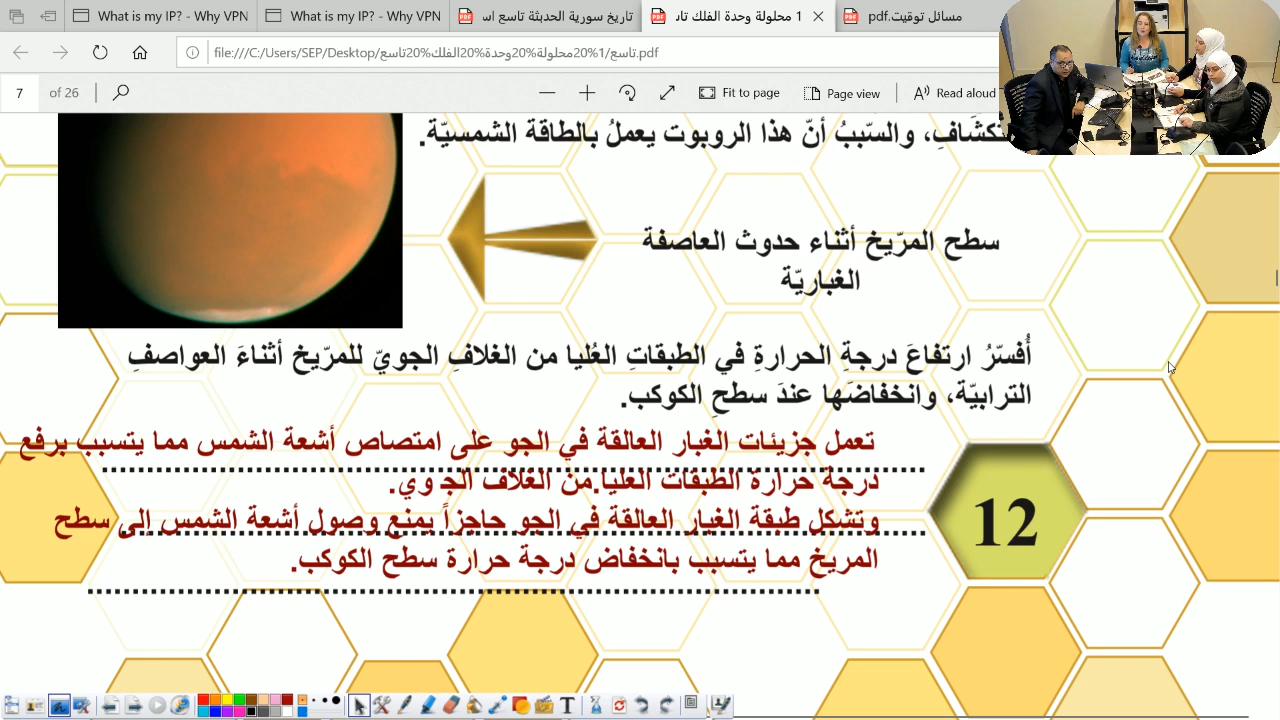 What is my IP? - Why VPN
What is my IP? - Why VPN
تاريخ سورية الحديثة تاسع
1 محلولة وحدة الفلك تاس
مسائل توقيت.pdf
file:///C:/Users/SEP/Desktop/تاسع/1%20محلولة%20وحدة%20الفلك%20تاسع.pdf
7 of 26
Fit to page
Page view
Read aloud
والسّببُ أنّ هذا الروبوت يعملُ بالطاقة الشمسيّة.
سطح المرّيخ أثناء حدوث العاصفة
الغباريّة
أُفسّرُ ارتفاعَ درجةِ الحرارةِ في الطبقاتِ العُليا من الغلافِ الجويّ للمرّيخ أثناءَ العواصفِ
الترابيّة، وانخفاضَها عندَ سطحِ الكوكب.
تعمل جزيئات الغبار العالقة في الجو على امتصاص أشعة الشمس مما يتسبب برفع
درجة حرارة الطبقات العليا.من الغلاف الجوي.
وتشكل طبقة الغبار العالقة في الجو حاجزاً يمنع وصول أشعة الشمس إلى سطح
المريخ مما يتسبب بانخفاض درجة حرارة سطح الكوكب.
12